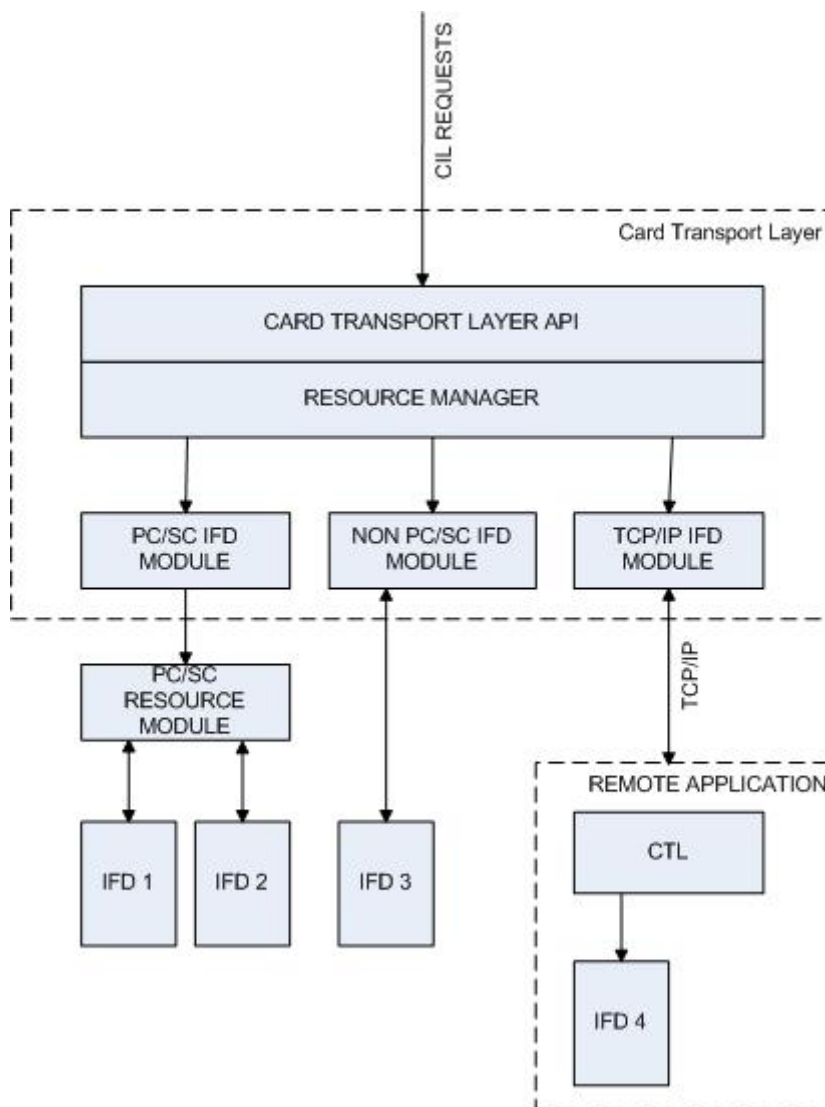 CIL REQUESTS
Card Transport Layer
CARD TRANSPORT LAYER API
RESOURCE MANAGER
PC/SC IFD
MODULE
NON PC/SC IFD
MODULE
TCP/IP IFD
MODULE
PC/SC
RESOURCE
MODULE
TCP/IP
REMOTE APPLICATION
CTL
IFD 1
IFD 2
IFD 3
IFD 4